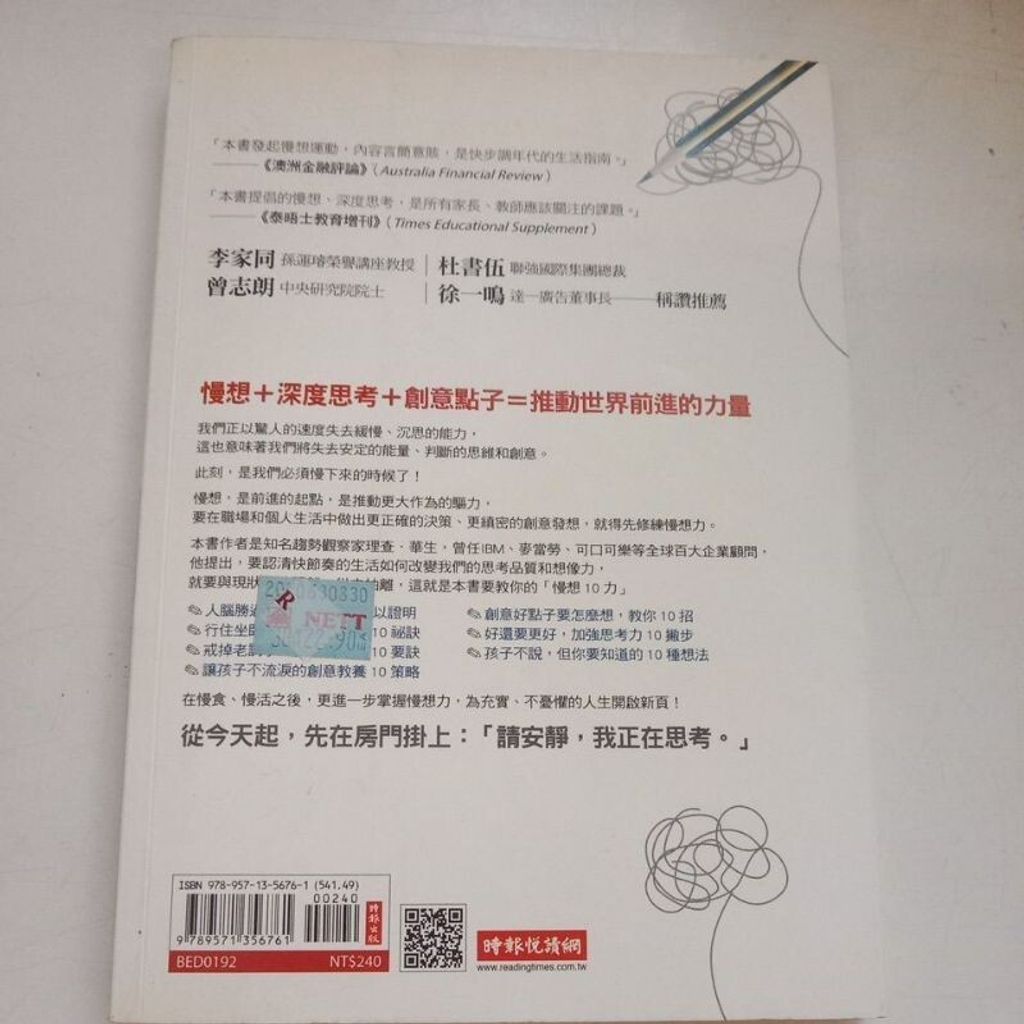 「本書發起慢想運動，內容言簡意賅，是快步調年代的生活指南。」
——《澳洲金融評論》（Australia Financial Review）
「本書提倡的慢想、深度思考，是所有家長、教師應該關注的課題。」
——《泰晤士教育增刊》（Times Educational Supplement）
李家同 孫運璿榮譽講座教授｜杜書伍 聯強國際集團總裁
曾志朗 中央研究院院士｜徐一鳴 達一廣告董事長——稱讚推薦
慢想＋深度思考＋創意點子＝推動世界前進的力量
我們正以驚人的速度失去緩慢、沉思的能力，
這也意味著我們將失去安定的能量、判斷的思維和創意。
此刻，是我們必須慢下來的時候了！
慢想，是前進的起點，是推動更大作為的驅力，
要在職場和個人生活中做出更正確的決策、更縝密的創意發想，就得先修練慢想力。
本書作者是知名趨勢觀察家理查．華生，曾任IBM、麥當勞、可口可樂等全球百大企業顧問，
他提出，要認清快節奏的生活如何改變我們的思考品質和想像力，
就要與現狀 離，這就是本書要教你的「慢想 10 力」
人腦勝 以證明
行住坐臥 10 祕訣
戒掉老 10 要訣
讓孩子不流淚的創意教養 10 策略
創意好點子要怎麼想，教你 10 招
好還要更好，加強思考力 10 撇步
孩子不說，但你要知道的 10 種想法
R
NETT
在慢食、慢活之後，更進一步掌握慢想力，為充實、不憂懼的人生開啟新頁！
從今天起，先在房門掛上：「請安靜，我正在思考。」
ISBN 978-957-13-5676-1 (541.49)
00240
9789571356761
時報出版
BED0192 NT$240
時報悅讀網
www.readingtimes.com.tw